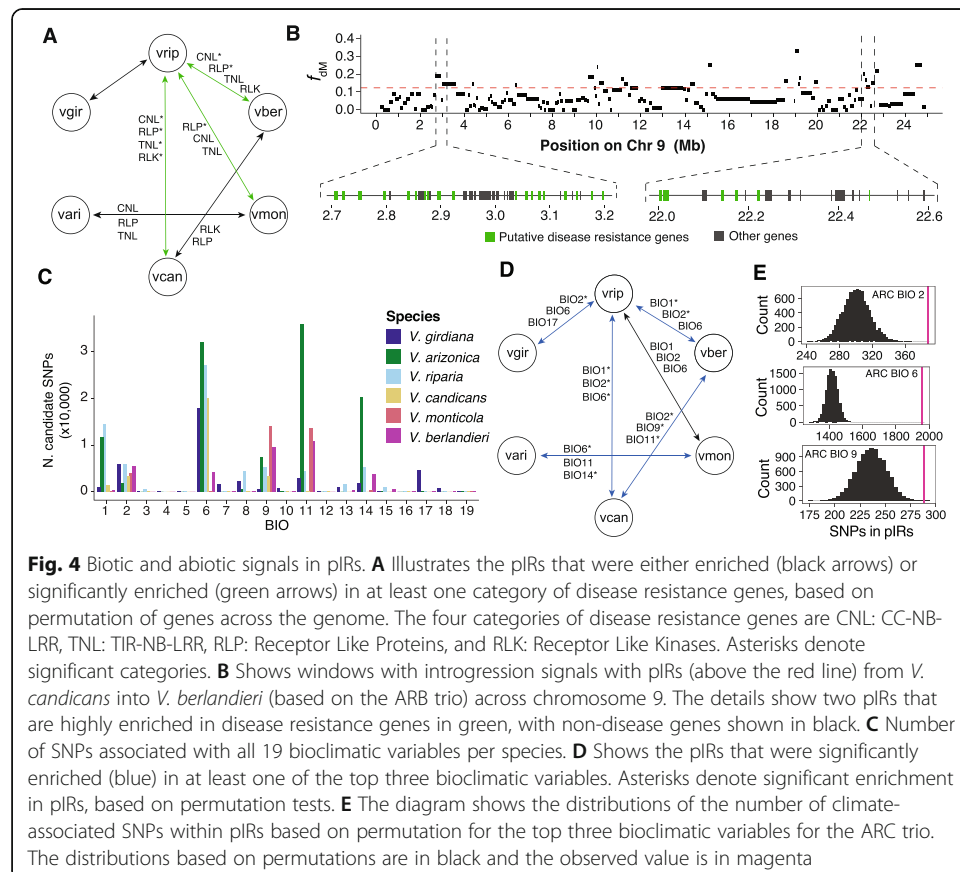 A
vrip
vgir
vber
vari
vmon
vcan
CNL*
RLP*
TNL
RLK
CNL*
RLP*
TNL*
RLK*
RLP*
CNL
TNL
CNL
RLP
TNL
RLK
RLP
B
f_dM
0.4
0.3
0.2
0.1
0.0
0 2 4 6 8 10 12 14 16 18 20 22 24
Position on Chr 9 (Mb)
2.7 2.8 2.9 3.0 3.1 3.2
22.0 22.1 22.2 22.4 22.5 22.6
Putative disease resistance genes
Other genes
C
N. candidate SNPs
(x10,000)
3
2
1
0
1 2 3 4 5 6 7 8 9 10 11 12 13 14 15 16 17 18 19
BIO
Species
V. girdiana
V. arizonica
V. riparia
V. candicans
V. monticola
V. berlandieri
D
vrip
vgir
vber
vari
vmon
vcan
BIO2*
BIO6
BIO17
BIO1*
BIO2*
BIO6
BIO1
BIO2
BIO6
BIO1*
BIO2*
BIO6*
BIO2*
BIO9*
BIO11*
BIO6*
BIO11
BIO14*
E
ARC BIO 2
Count
600
300
0
240 280 320 360
ARC BIO 6
Count
1500
1000
500
0
1400 1600 1800 2000
ARC BIO 9
Count
900
600
300
0
175 200 225 250 275 300
SNPs in pIRs
Fig. 4 Biotic and abiotic signals in pIRs. A Illustrates the pIRs that were either enriched (black arrows) or
significantly enriched (green arrows) in at least one category of disease resistance genes, based on
permutation of genes across the genome. The four categories of disease resistance genes are CNL: CC-NB-
LRR, TNL: TIR-NB-LRR, RLP: Receptor Like Proteins, and RLK: Receptor Like Kinases. Asterisks denote
significant categories. B Shows windows with introgression signals with pIRs (above the red line) from V.
candicans into V. berlandieri (based on the ARB trio) across chromosome 9. The details show two pIRs that
are highly enriched in disease resistance genes in green, with non-disease genes shown in black. C Number
of SNPs associated with all 19 bioclimatic variables per species. D Shows the pIRs that were significantly
enriched (blue) in at least one of the top three bioclimatic variables. Asterisks denote significant enrichment
in pIRs, based on permutation tests. E The diagram shows the distributions of the number of climate-
associated SNPs within pIRs based on permutation for the top three bioclimatic variables for the ARC trio.
The distributions based on permutations are in black and the observed value is in magenta